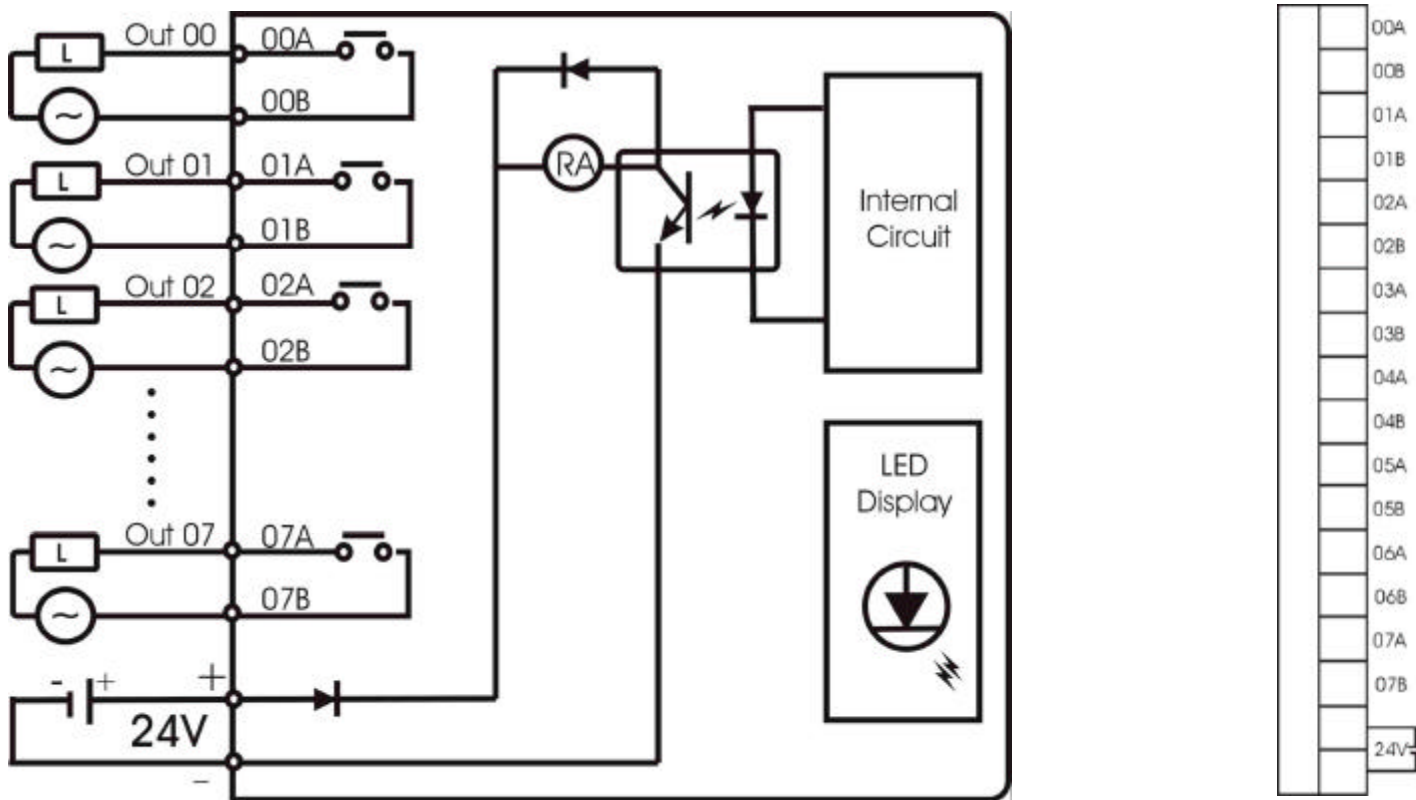 Out 00
00A
L
~
00B
Out 01
01A
L
~
01B
Out 02
02A
L
~
02B
Out 07
07A
L
~
07B
- + +
24V
−
RA
Internal
Circuit
LED
Display
00A
00B
01A
01B
02A
02B
03A
03B
04A
04B
05A
05B
06A
06B
07A
07B
24V